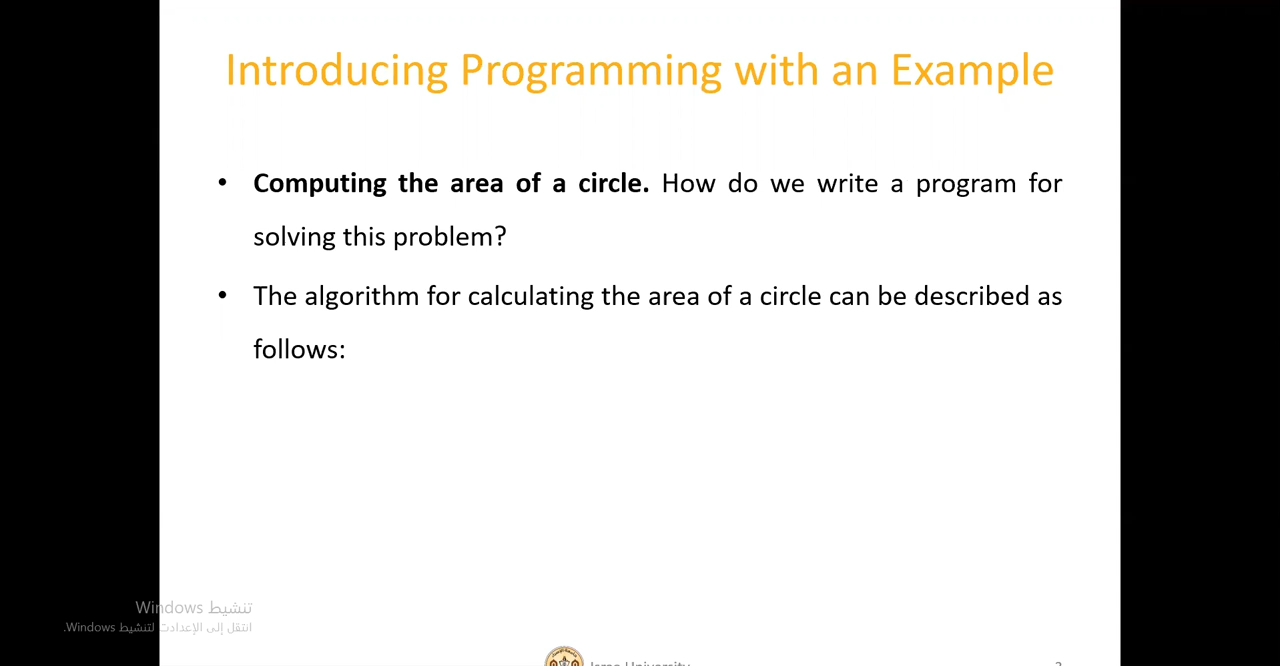 Introducing Programming with an Example
• Computing the area of a circle. How do we write a program for
solving this problem?
• The algorithm for calculating the area of a circle can be described as
follows:
تنشيط Windows
انتقل إلى الإعدادت لتنشيط Windows.
University